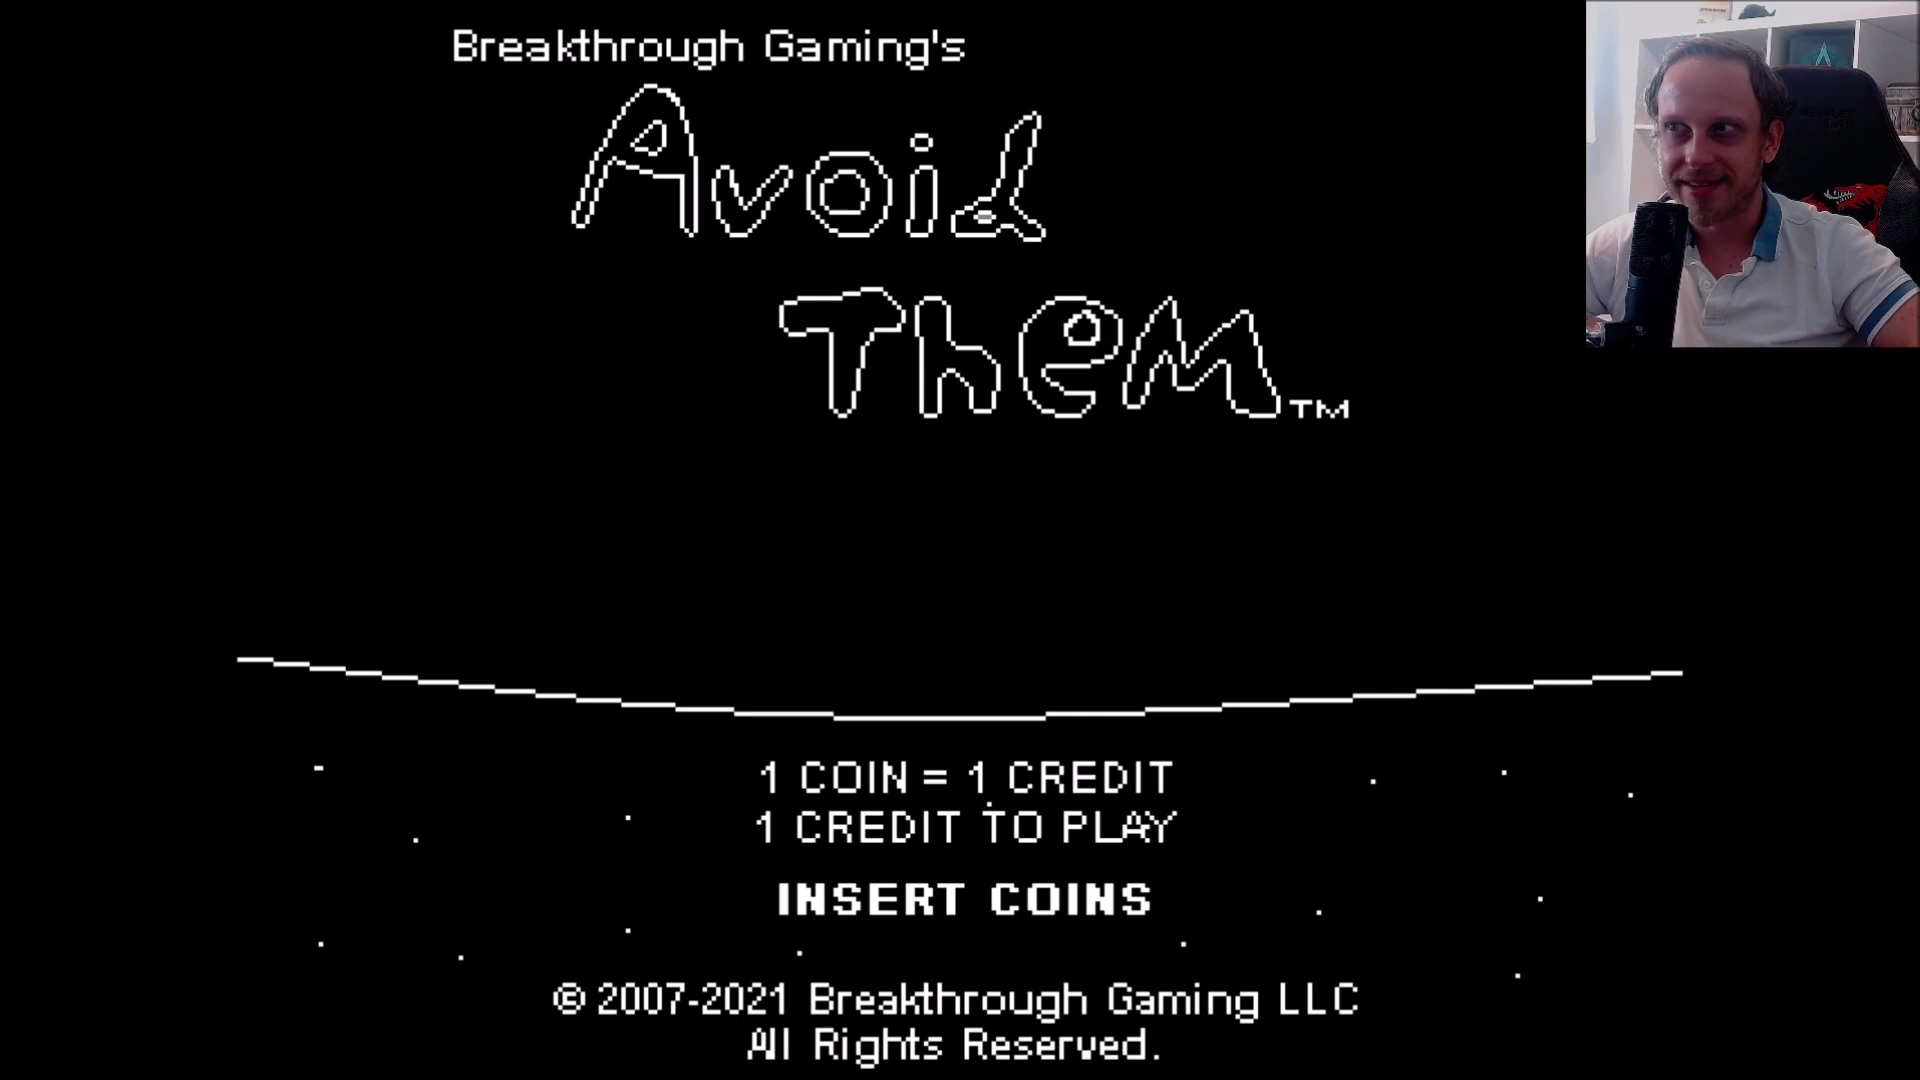 Breakthrough Gaming's
Avoid
Them™
1 COIN = 1 CREDIT
1 CREDIT TO PLAY
INSERT COINS
© 2007-2021 Breakthrough Gaming LLC
All Rights Reserved.